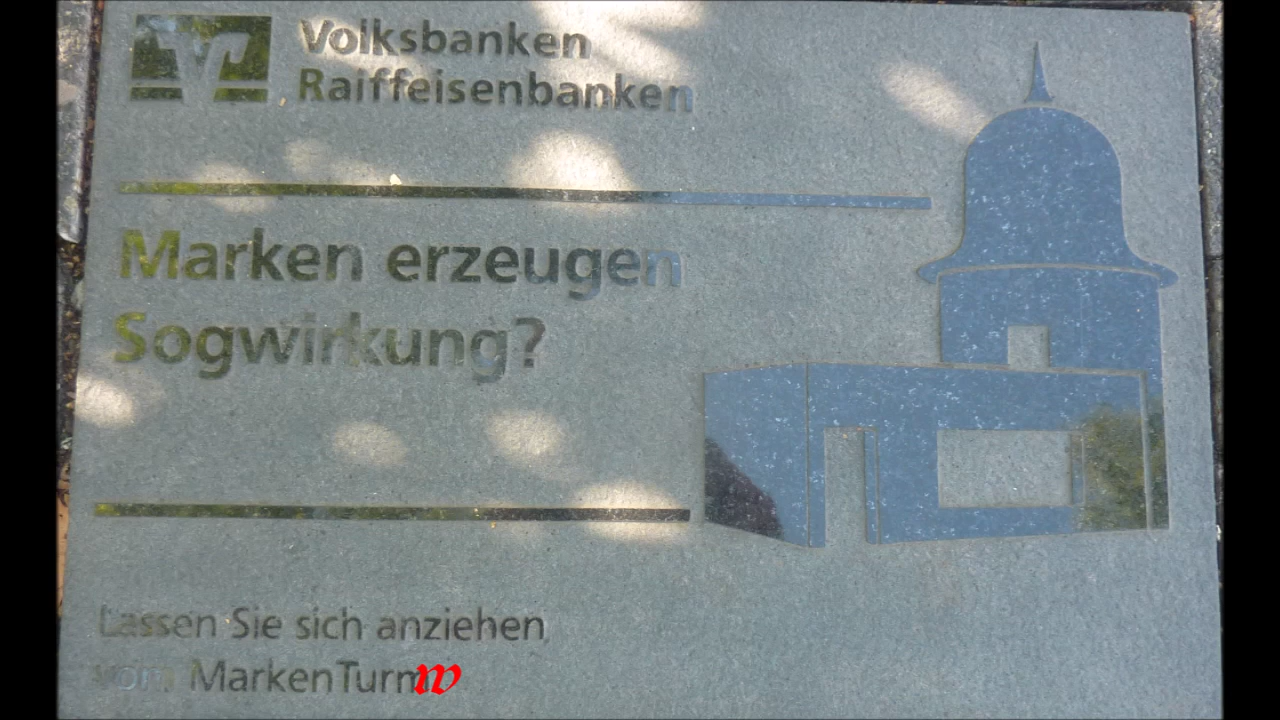 Volksbanken
Raiffeisenbanken
Marken erzeugen
Sogwirkung?
Lassen Sie sich anziehen
vom MarkenTurm
w